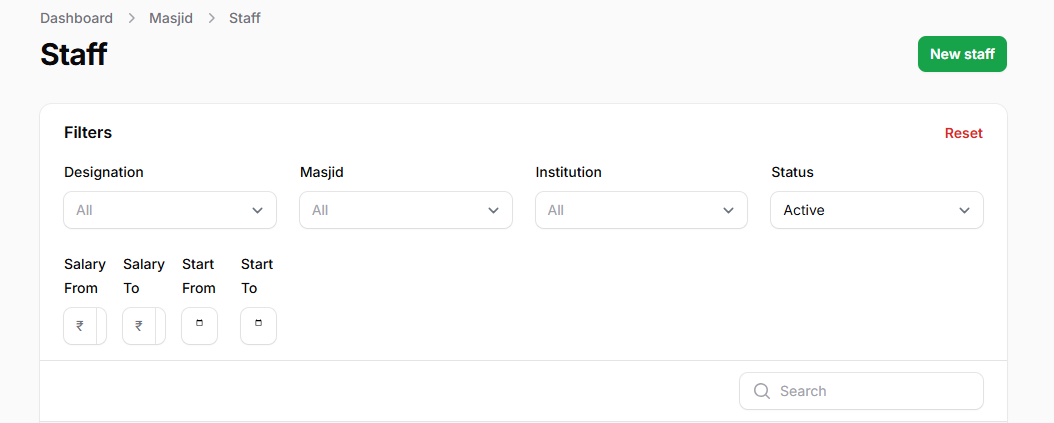 Dashboard > Masjid > Staff
Staff
New staff
Filters
Reset
Designation
Masjid
Institution
Status
All
All
All
Active
Salary From
Salary To
Start From
Start To
₹
₹
Search